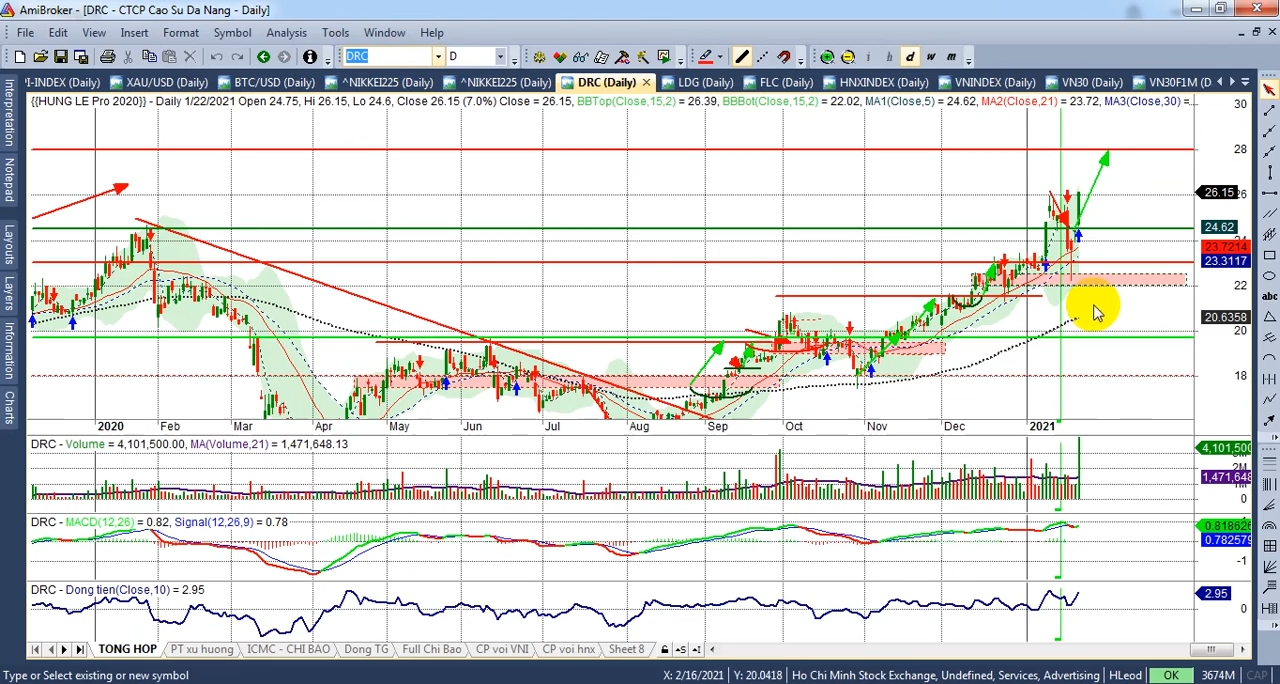 AmiBroker - [DRC - CTCP Cao Su Da Nang - Daily]
File Edit View Insert Format Symbol Analysis Tools Window Help
DRC D d w m
I-INDEX (Daily) XAU/USD (Daily) BTC/USD (Daily) ^NIKKEI225 (Daily) ^NIKKEI225 (Daily) DRC (Daily) LDG (Daily) FLC (Daily) HNXINDEX (Daily) VNINDEX (Daily) VN30 (Daily) VN30F1M (D
Interpretation
Notepad
Layouts
Layers
Information
Charts
{{HUNG LE Pro 2020}} - Daily 1/22/2021 Open 24.75, Hi 26.15, Lo 24.6, Close 26.15 (7.0%) Close = 26.15, BBTop(Close,15,2) = 26.39, BBBot(Close,15,2) = 22.02, MA1(Close,5) = 24.62, MA2(Close,21) = 23.72, MA3(Close,30) =
30
28
26.15
24.62
24
23.7214
23.3117
22
20.6358
20
18
abc
2020 Feb Mar Apr May Jun Jul Aug Sep Oct Nov Dec 2021
DRC - Volume = 4,101,500.00, MA(Volume,21) = 1,471,648.13
4,101,500
2M
1,471,648
0
DRC - MACD(12,26) = 0.82, Signal(12,26,9) = 0.78
0.818626
0.782579
-1
DRC - Dong tien(Close,10) = 2.95
2.95
0
TONG HOP PT xu huong ICMC - CHI BAO Dong TG Full Chi Bao CP voi VNI CP voi hnx Sheet 8
Type or Select existing or new symbol X: 2/16/2021 Y: 20.0418 Ho Chi Minh Stock Exchange, Undefined, Services, Advertising HLeod OK 3674M CAP